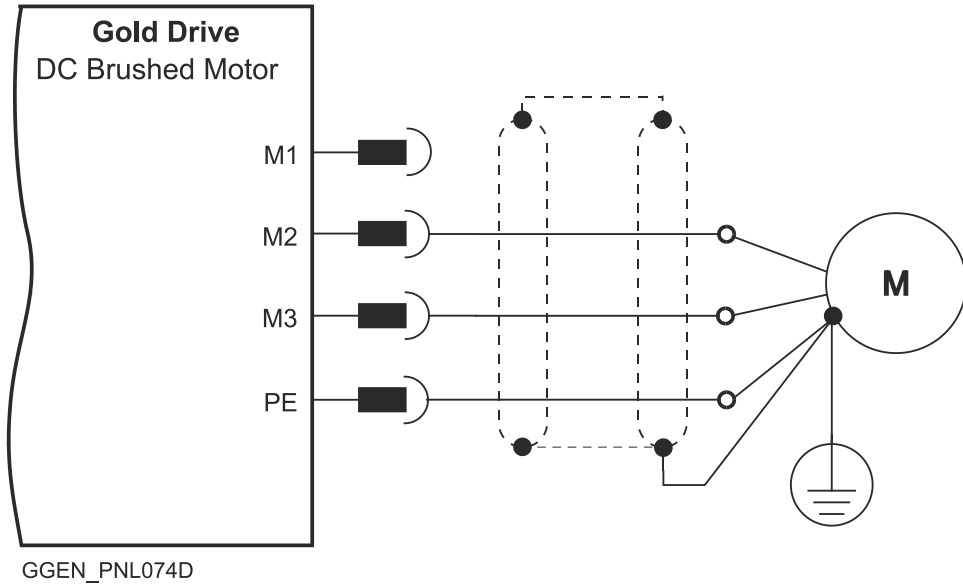 Gold Drive
DC Brushed Motor
M1
M2
M3
PE
M
GGEN_PNL074D